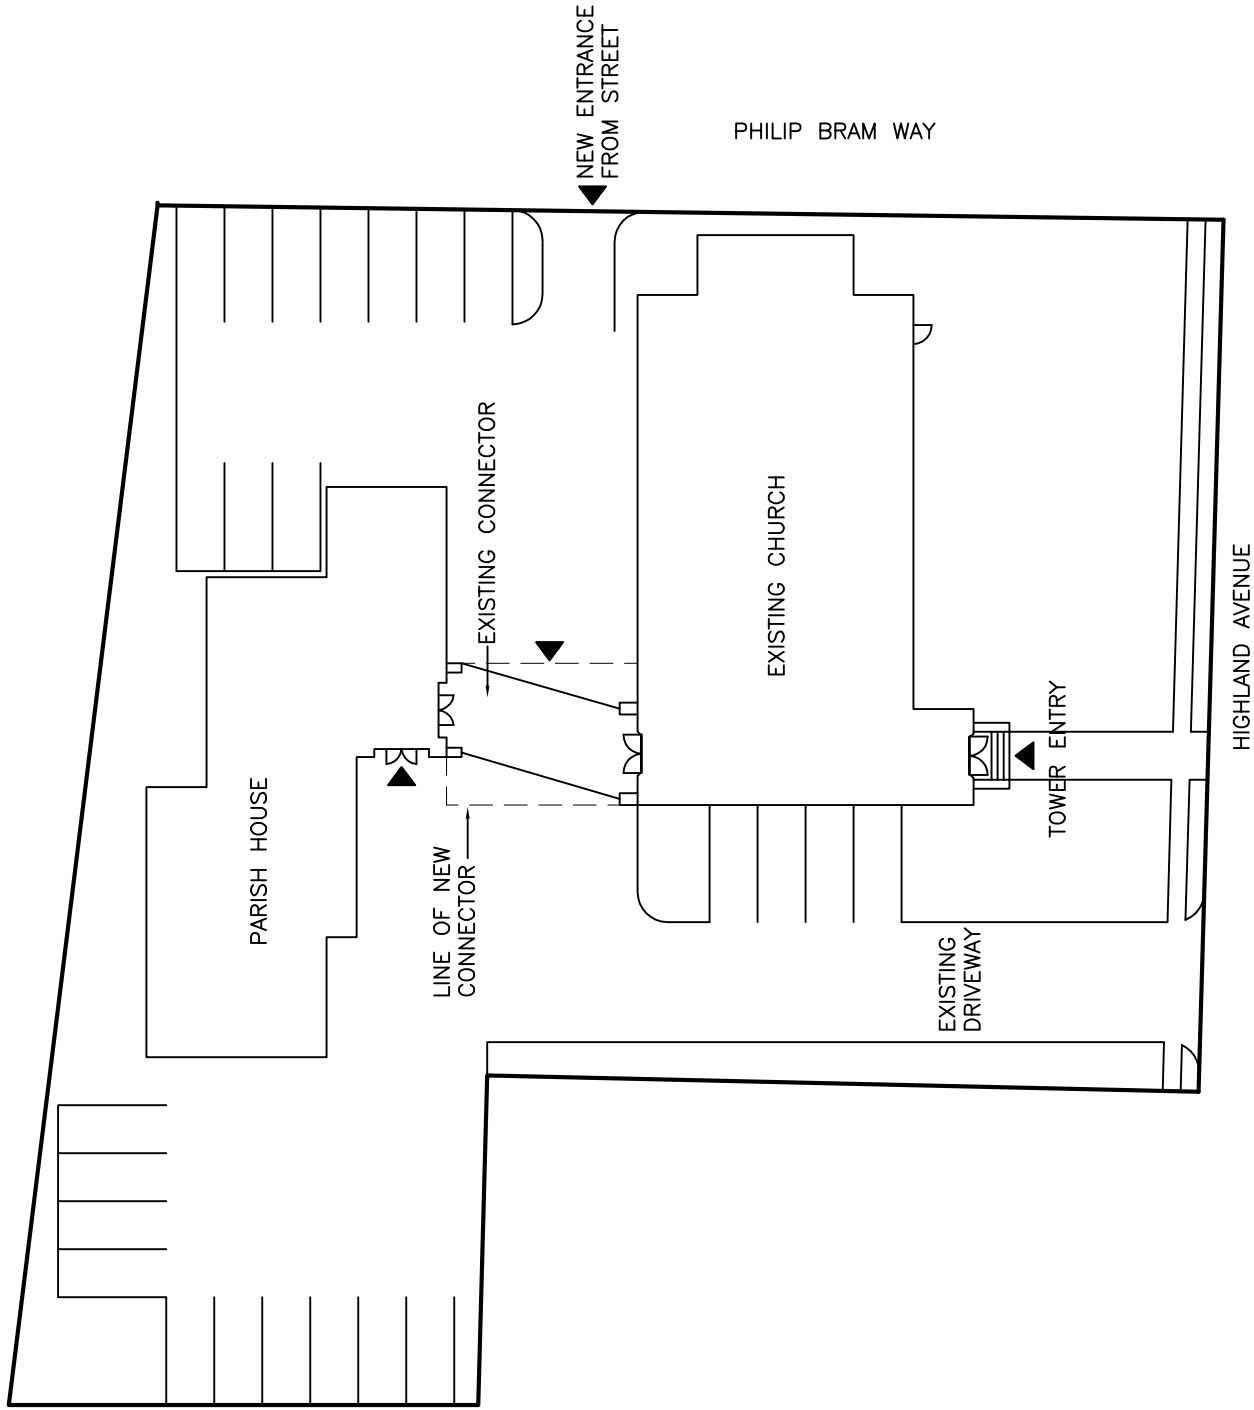 NEW ENTRANCE
FROM STREET
PHILIP BRAM WAY
EXISTING CONNECTOR
EXISTING CHURCH
HIGHLAND AVENUE
TOWER ENTRY
PARISH HOUSE
LINE OF NEW
CONNECTOR
EXISTING
DRIVEWAY